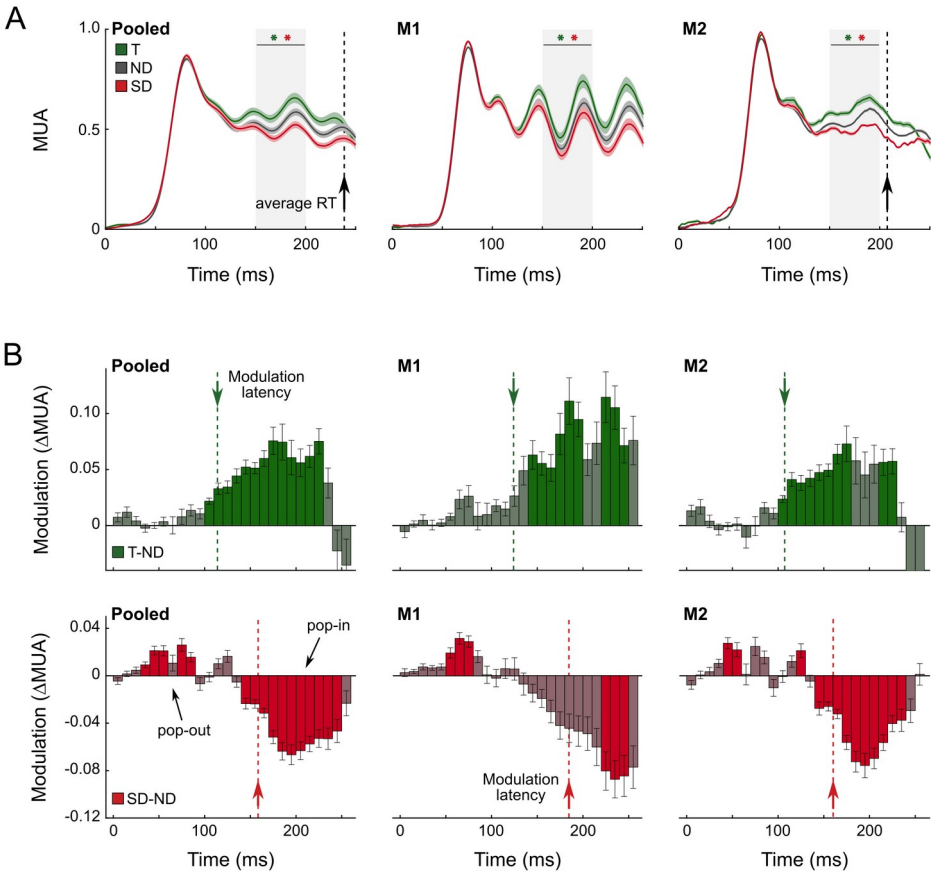 A
Pooled
M1
M2
T
ND
SD
* *
* *
* *
1.0
0.5
0
MUA
average RT
0 100 200
0 100 200
0 100 200
Time (ms)
Time (ms)
Time (ms)
B
Pooled
M1
M2
Modulation
latency
0.10
0.05
0
Modulation (ΔMUA)
T-ND
Pooled
M1
M2
0.04
0
-0.04
-0.08
-0.12
Modulation (ΔMUA)
pop-in
pop-out
Modulation
latency
SD-ND
0 100 200
0 100 200
0 100 200
Time (ms)
Time (ms)
Time (ms)